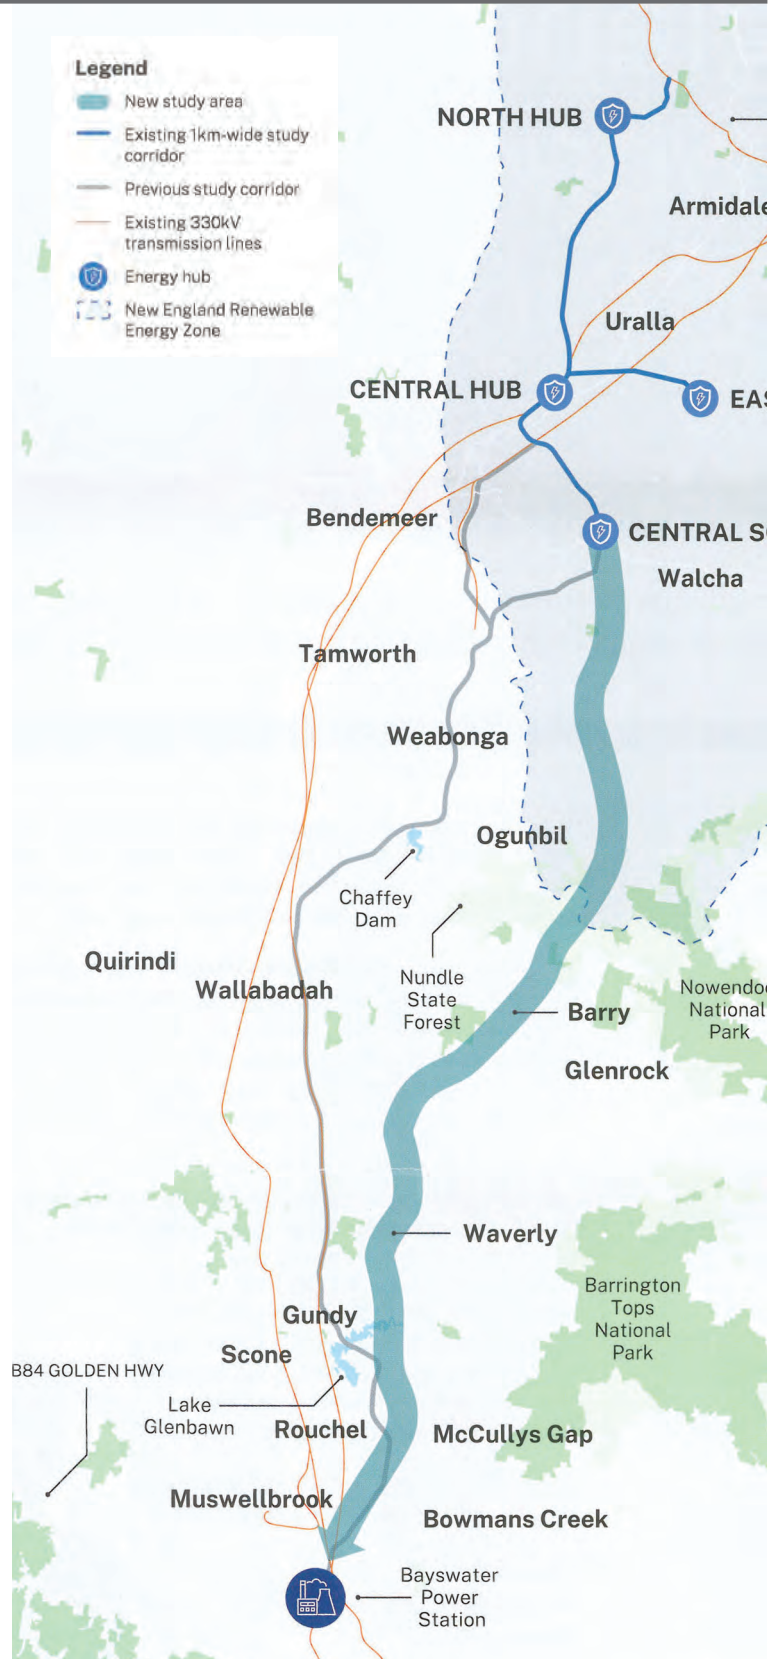 Legend
New study area
Existing 1km-wide study
corridor
Previous study corridor
Existing 330kV
transmission lines
Energy hub
New England Renewable
Energy Zone
NORTH HUB
Armidale
Uralla
CENTRAL HUB
EAS
Bendemeer
CENTRAL S
Walcha
Tamworth
Weabonga
Ogunbil
Chaffey
Dam
Quirindi
Wallabadah
Nundle
State
Forest
Barry
Nowendoc
National
Park
Glenrock
Waverly
Barrington
Tops
National
Park
Gundy
Scone
B84 GOLDEN HWY
Lake
Glenbawn
Rouchel
McCullys Gap
Muswellbrook
Bowmans Creek
Bayswater
Power
Station